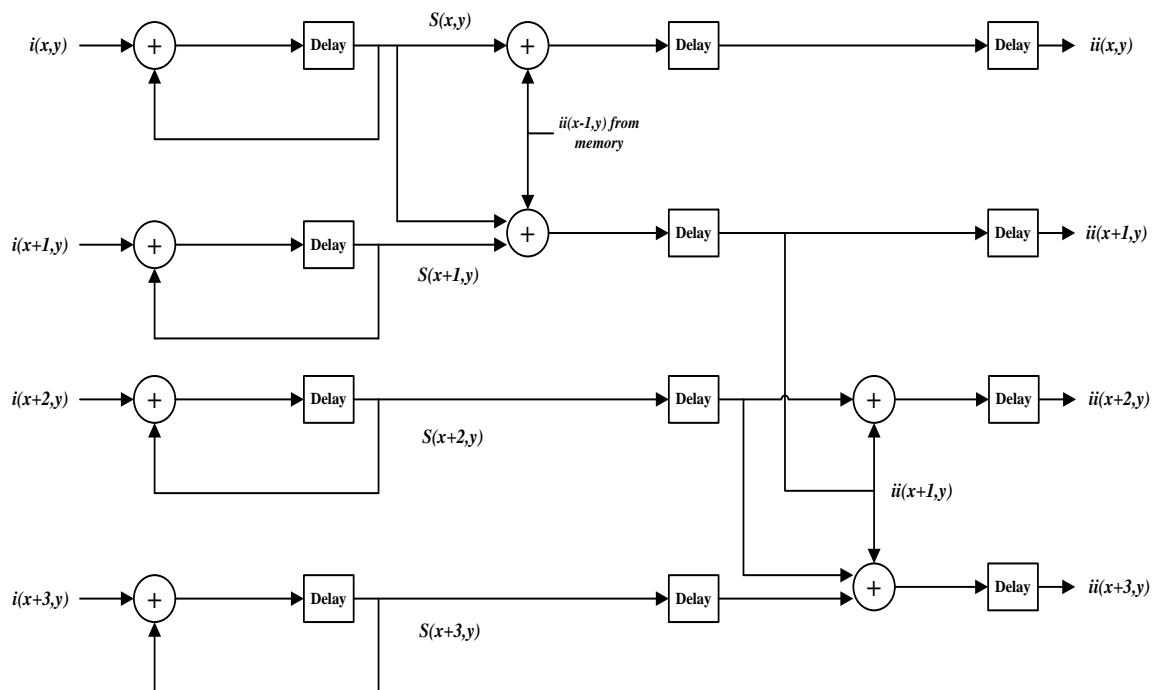 S(x,y)
i(x,y)
+
Delay
+
Delay
Delay
ii(x,y)
ii(x-1,y) from
memory
i(x+1,y)
+
Delay
+
Delay
Delay
ii(x+1,y)
S(x+1,y)
i(x+2,y)
+
Delay
Delay
+
Delay
ii(x+2,y)
S(x+2,y)
ii(x+1,y)
i(x+3,y)
+
Delay
Delay
+
Delay
ii(x+3,y)
S(x+3,y)